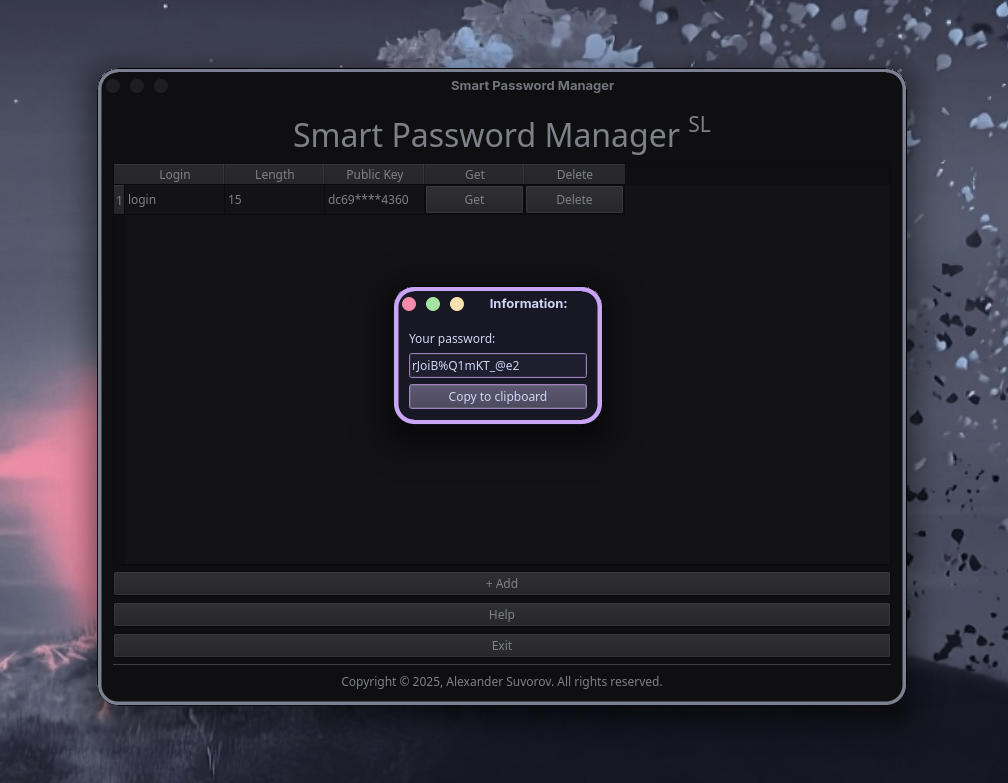 Smart Password Manager
Smart Password Manager SL
Login Length Public Key Get Delete
1 login 15 dc69****4360 Get Delete
Information:
Your password:
rJoiB%Q1mKT_@e2
Copy to clipboard
+ Add
Help
Exit
Copyright © 2025, Alexander Suvorov. All rights reserved.